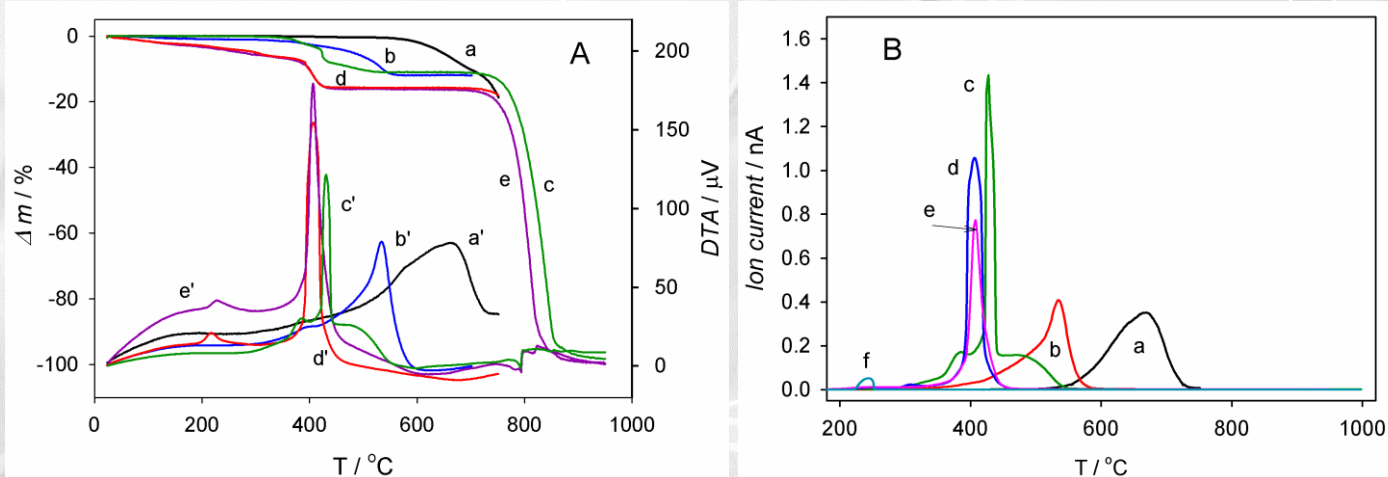 A
0
-20
-40
-60
-80
-100
Δ m / %
200
150
100
50
0
DTA / μV
a
b
c
d
e
a'
b'
c'
d'
e'
0 200 400 600 800 1000
T / °C
B
1.6
1.4
1.2
1.0
0.8
0.6
0.4
0.2
0.0
Ion current / nA
c
d
e
b
a
f
200 400 600 800 1000
T / °C